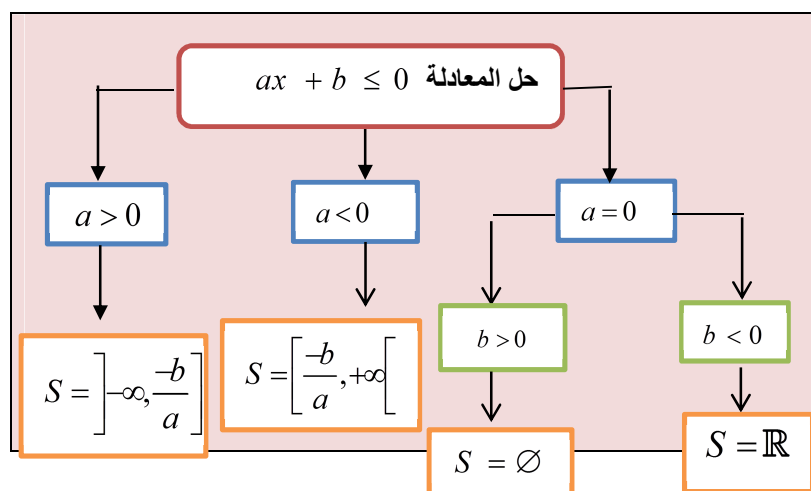 حل المعادلة ax + b ≤ 0
a > 0
a < 0
a = 0
b > 0
b < 0
S = ]−∞, −b/a]
S = [−b/a, +∞[
S = ∅
S = ℝ